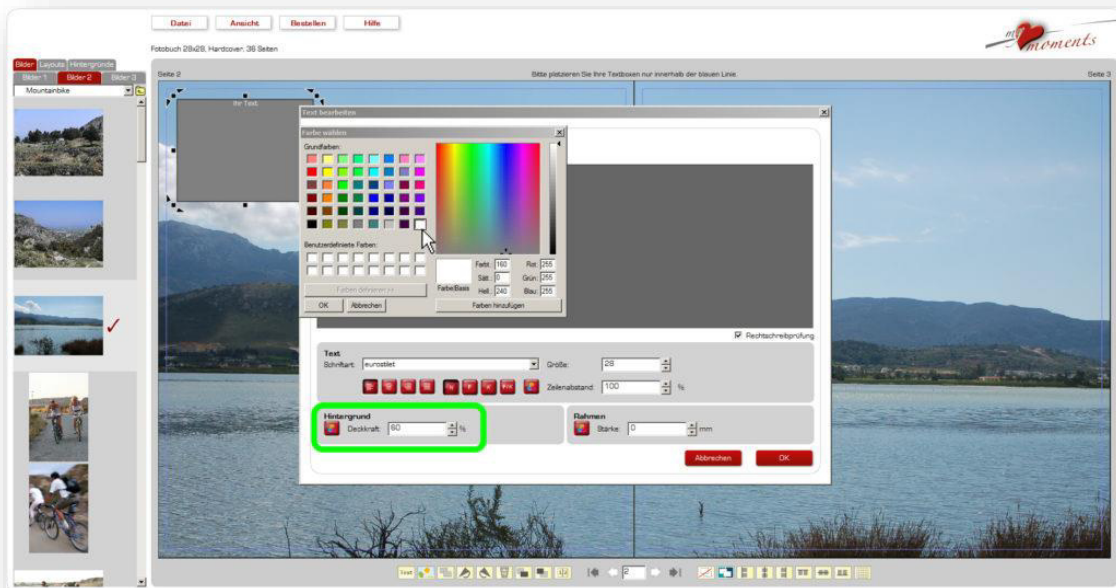 Datei Ansicht Bestellen Hilfe
my moments
Fotobuch 28x28, Hardcover, 36 Seiten
Bilder Layouts Hintergründe
Bilder 1 Bilder 2 Bilder 3
Mountainbike
Seite 2 Bitte platzieren Sie Ihre Textboxen nur innerhalb der blauen Linie. Seite 3
Ihr Text
Text bearbeiten
Farbe wählen
Grundfarben:
Benutzerdefinierte Farben:
Farben definieren >>
OK Abbrechen
Farbe|Basis
Farbt.: 160 Rot: 255
Sätt.: 0 Grün: 255
Hell.: 240 Blau: 255
Farben hinzufügen
Rechtschreibprüfung
Text
Schriftart: eurostilet Größe: 28
Zeilenabstand: 100 %
Hintergrund
Deckkraft: 60 %
Rahmen
Stärke: 0 mm
Abbrechen OK
Text 2